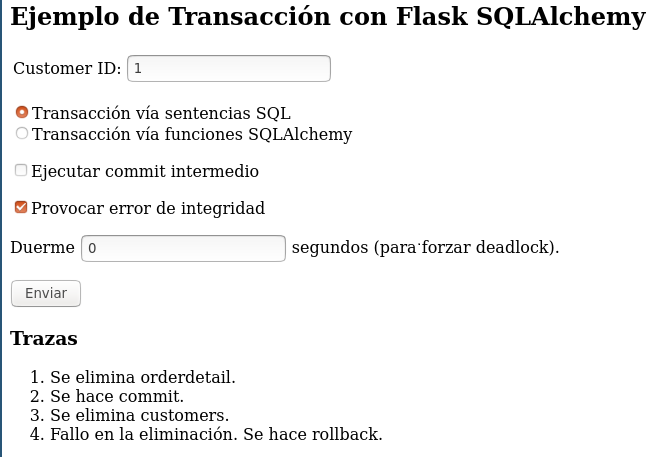 Ejemplo de Transacción con Flask SQLAlchemy
Customer ID: 1
Transacción vía sentencias SQL
Transacción vía funciones SQLAlchemy
Ejecutar commit intermedio
Provocar error de integridad
Duerme 0 segundos (para forzar deadlock).
Enviar
Trazas
1. Se elimina orderdetail.
2. Se hace commit.
3. Se elimina customers.
4. Fallo en la eliminación. Se hace rollback.